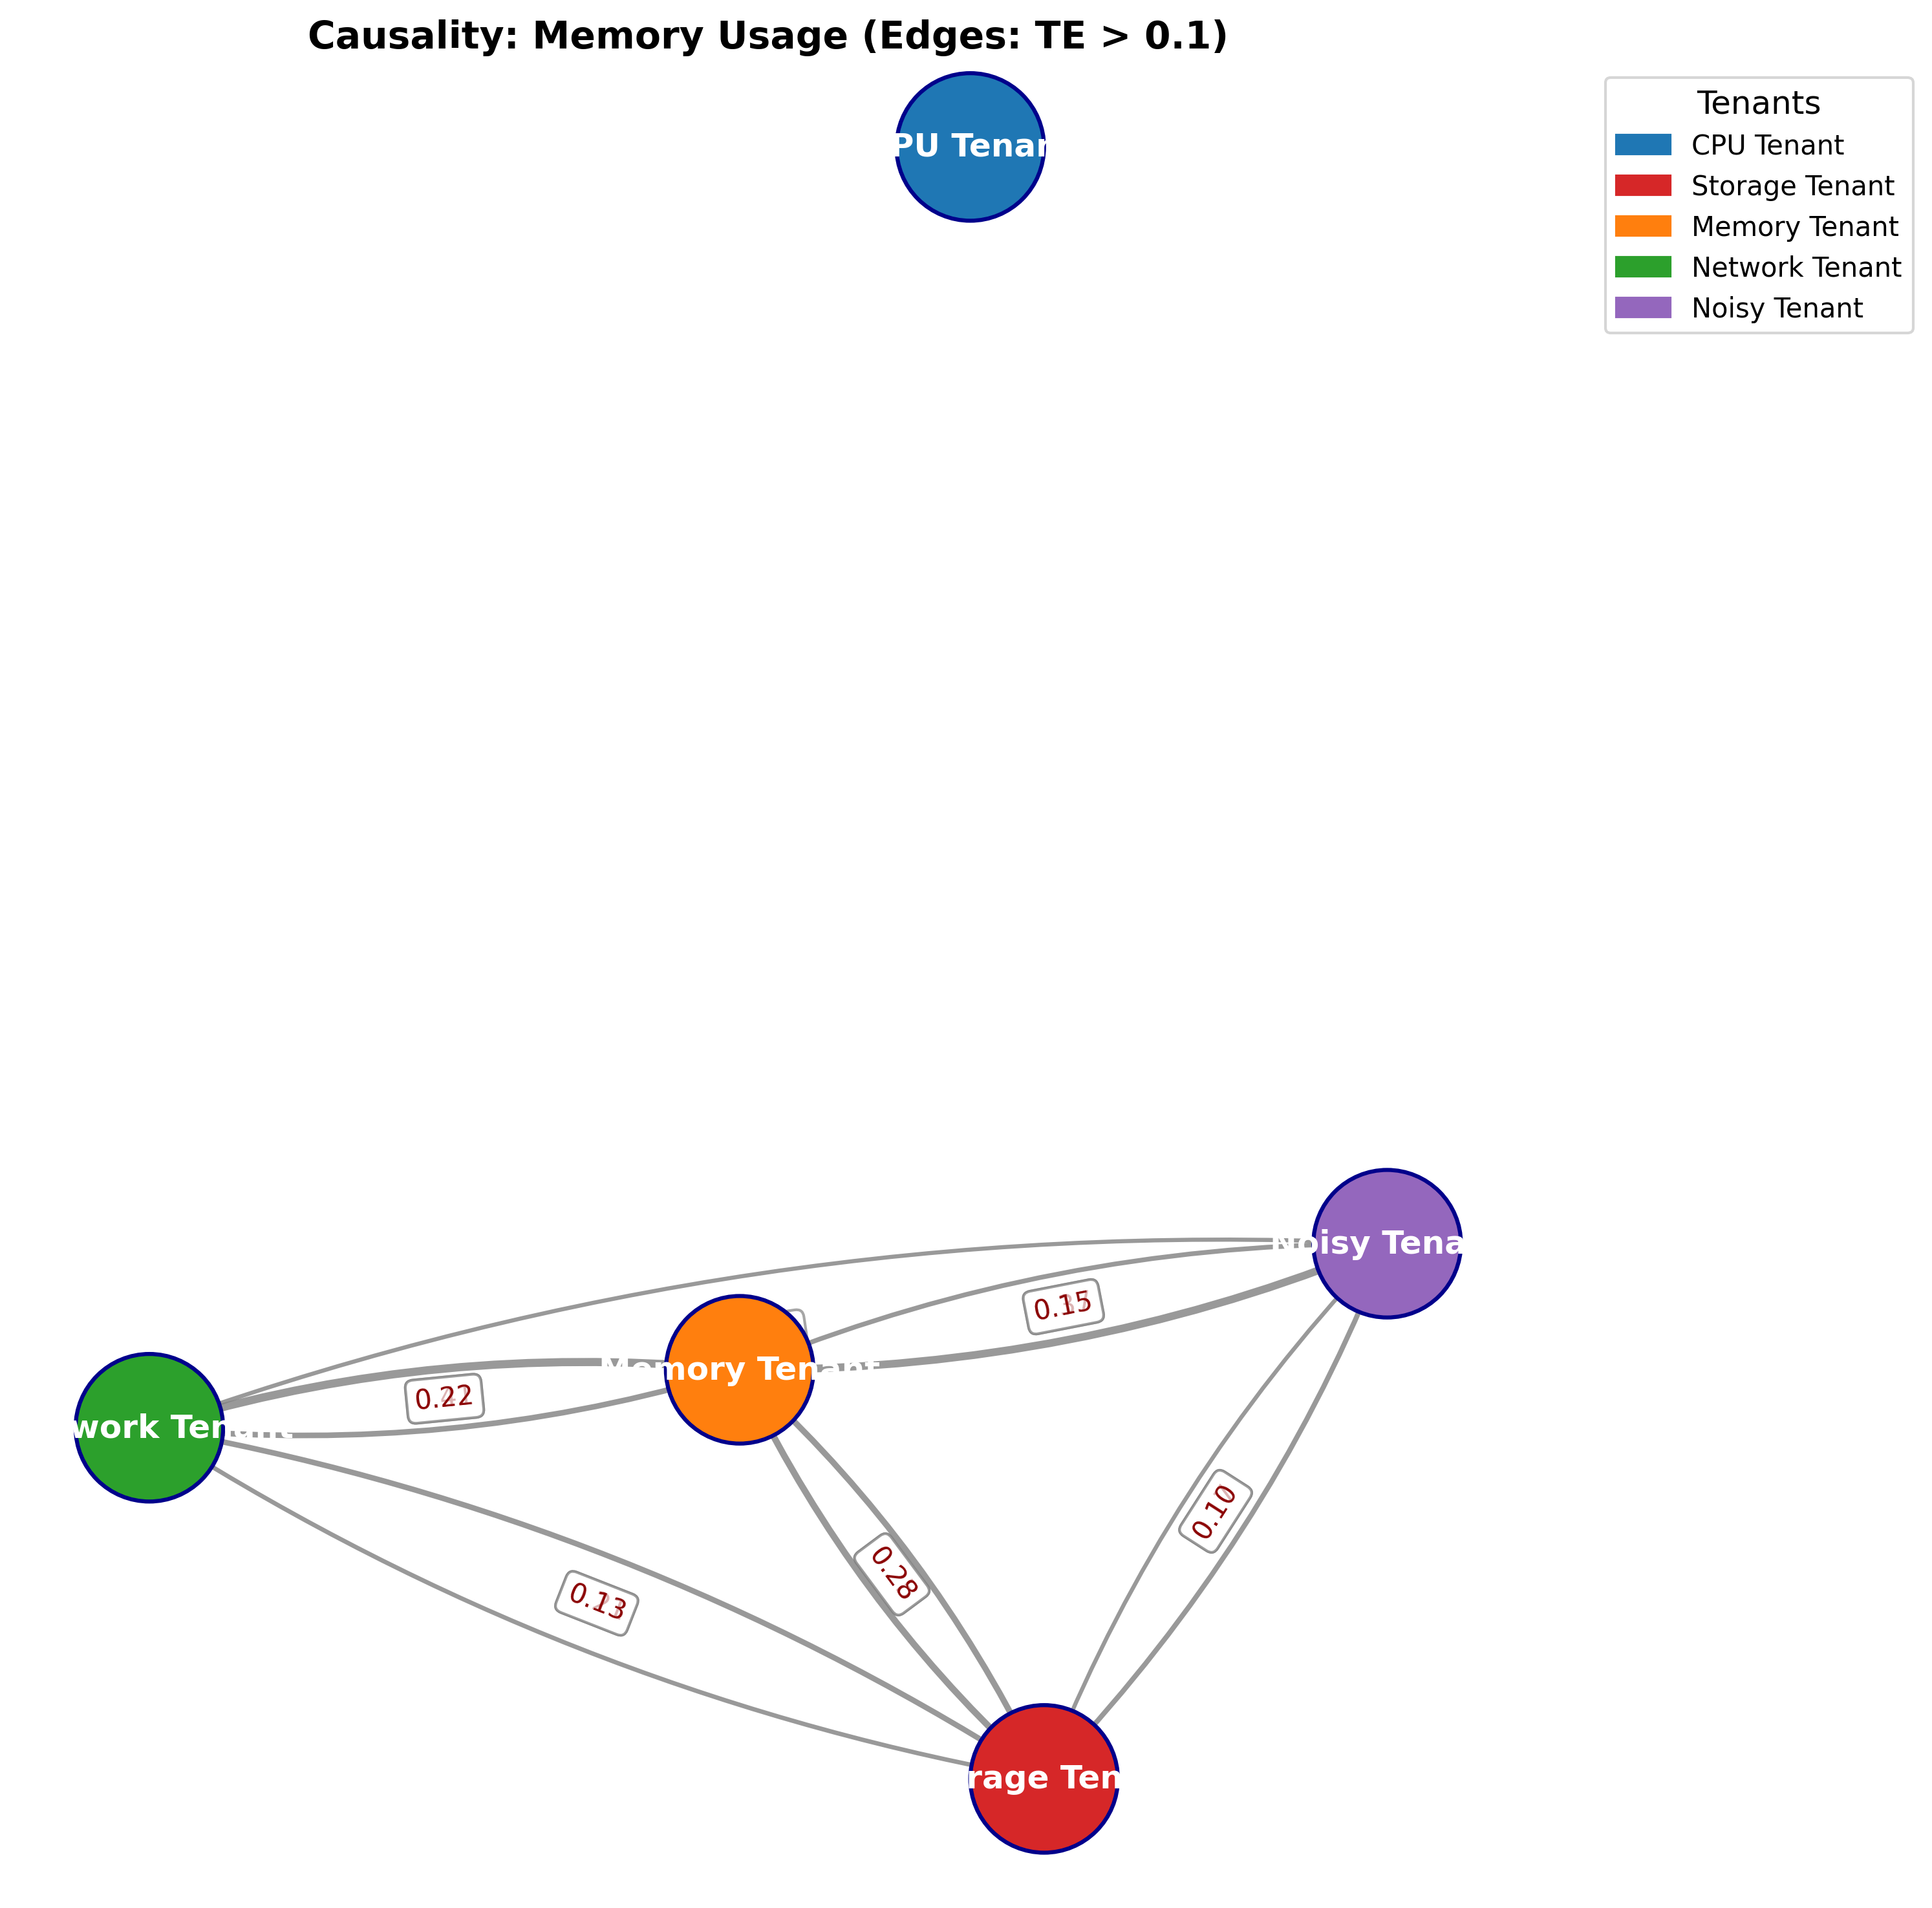 Causality: Memory Usage (Edges: TE > 0.1)
Tenants
CPU Tenant
Storage Tenant
Memory Tenant
Network Tenant
Noisy Tenant
PU Tenan
Noisy Tena
0.15
Memory Tenant
0.22
work Tenant
0.10
0.28
0.13
rage Ten